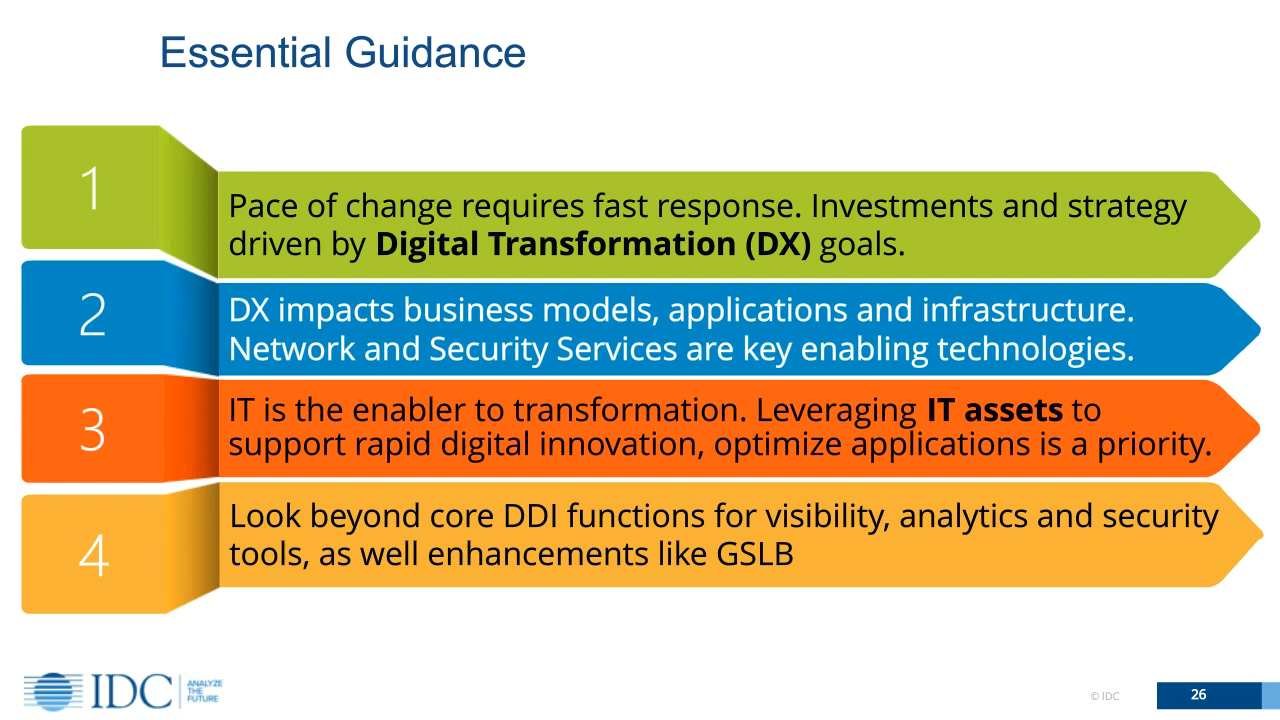 Essential Guidance
1
Pace of change requires fast response. Investments and strategy
driven by Digital Transformation (DX) goals.
2
DX impacts business models, applications and infrastructure.
Network and Security Services are key enabling technologies.
3
IT is the enabler to transformation. Leveraging IT assets to
support rapid digital innovation, optimize applications is a priority.
4
Look beyond core DDI functions for visibility, analytics and security
tools, as well enhancements like GSLB
IDC
ANALYZE
THE
FUTURE
© IDC
26